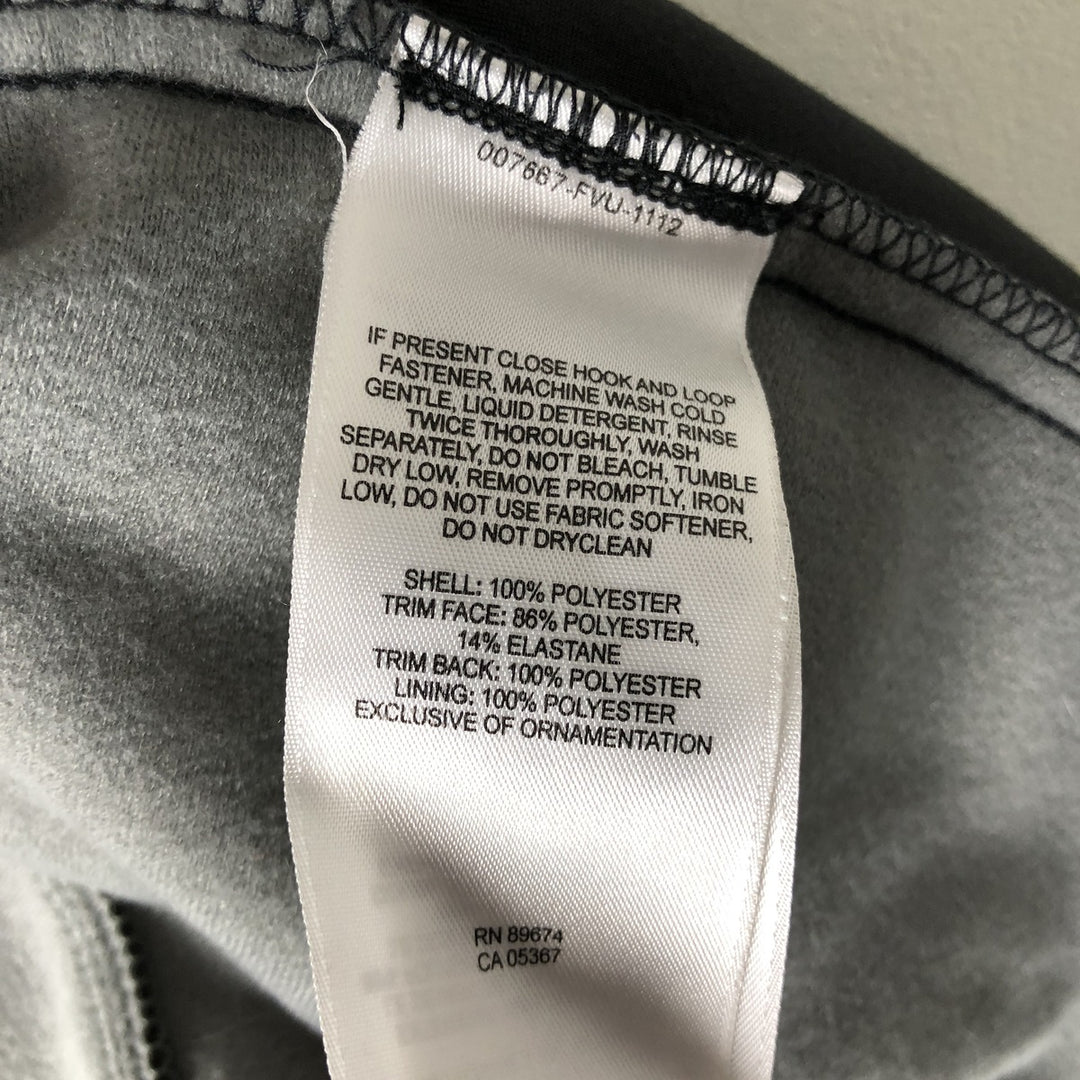 007667-FVU-1112
IF PRESENT CLOSE HOOK AND LOOP
FASTENER, MACHINE WASH COLD
GENTLE, LIQUID DETERGENT, RINSE
TWICE THOROUGHLY, WASH
SEPARATELY, DO NOT BLEACH, TUMBLE
DRY LOW, REMOVE PROMPTLY, IRON
LOW, DO NOT USE FABRIC SOFTENER,
DO NOT DRYCLEAN
SHELL: 100% POLYESTER
TRIM FACE: 86% POLYESTER,
14% ELASTANE
TRIM BACK: 100% POLYESTER
LINING: 100% POLYESTER
EXCLUSIVE OF ORNAMENTATION
RN 89674
CA 05367